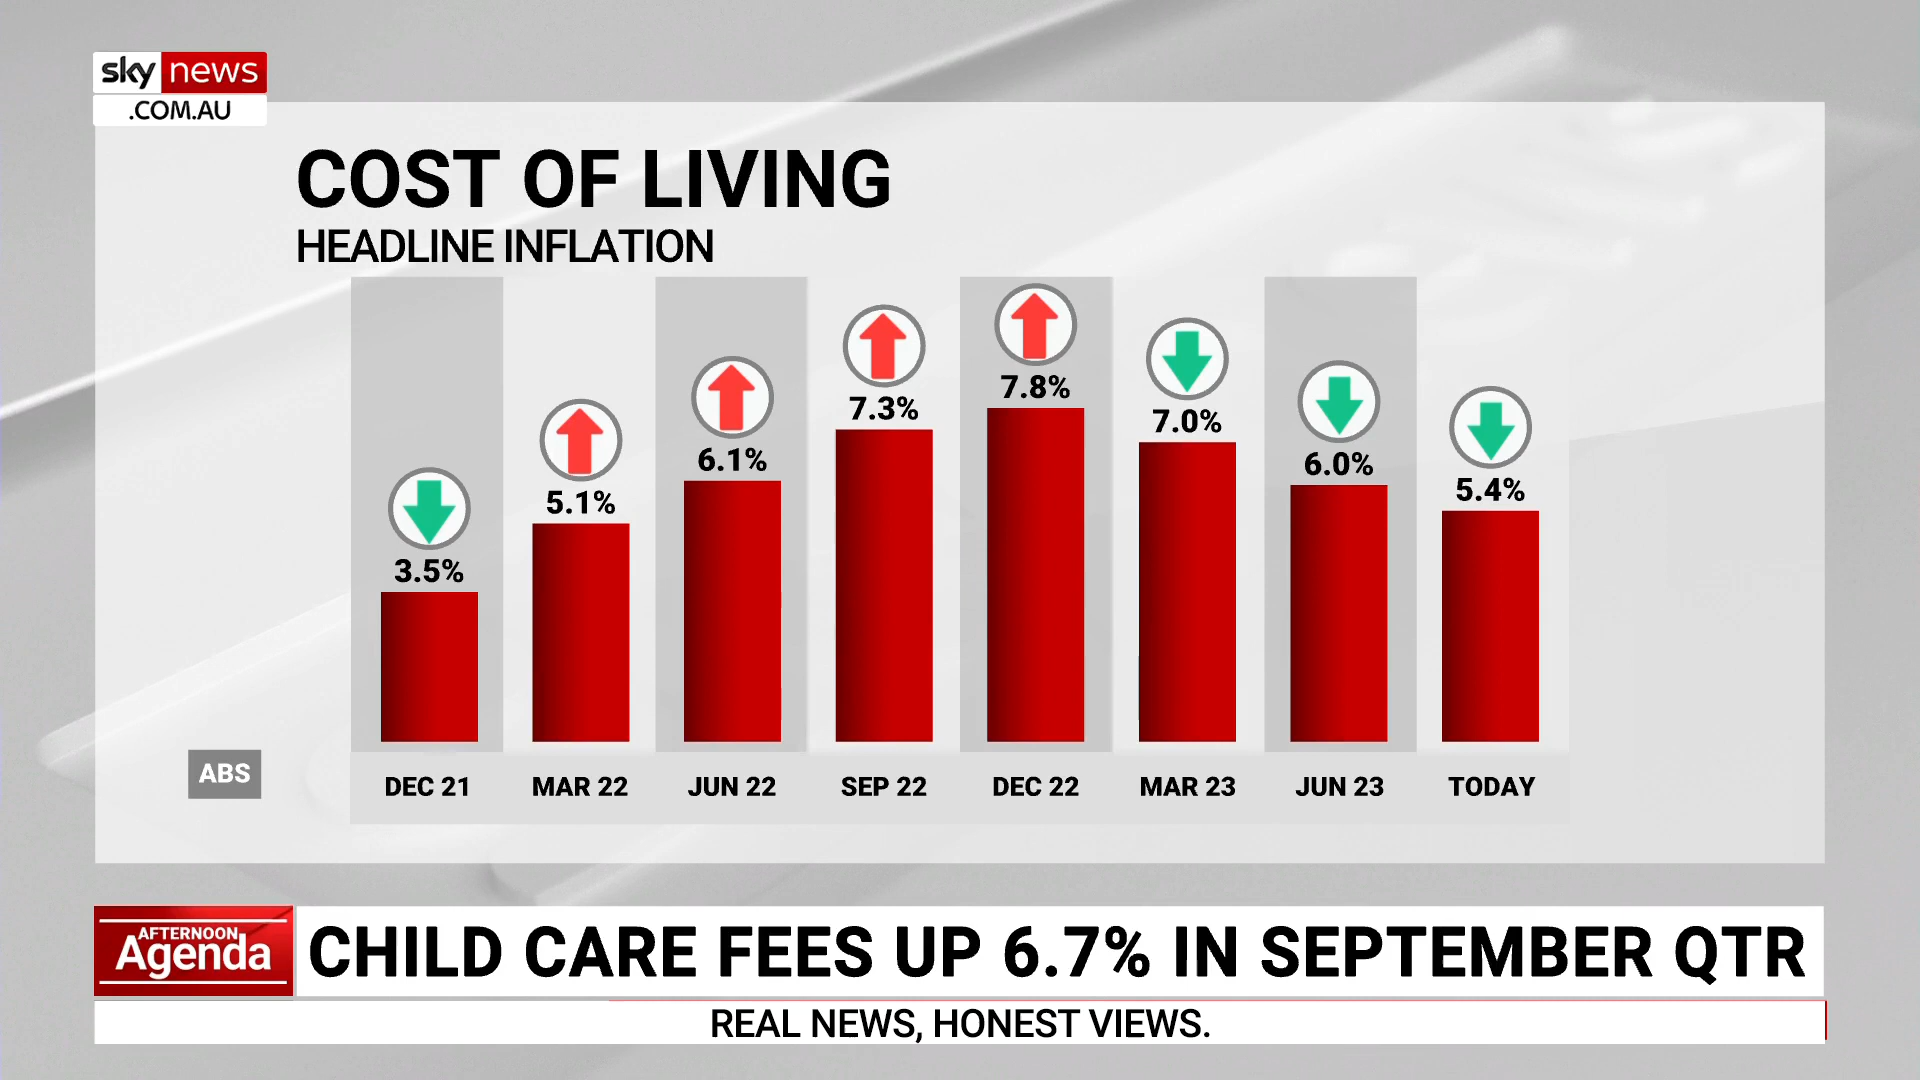 sky news
.COM.AU
COST OF LIVING
HEADLINE INFLATION
3.5% 5.1% 6.1% 7.3% 7.8% 7.0% 6.0% 5.4%
ABS
DEC 21 MAR 22 JUN 22 SEP 22 DEC 22 MAR 23 JUN 23 TODAY
AFTERNOON
Agenda
CHILD CARE FEES UP 6.7% IN SEPTEMBER QTR
REAL NEWS, HONEST VIEWS.